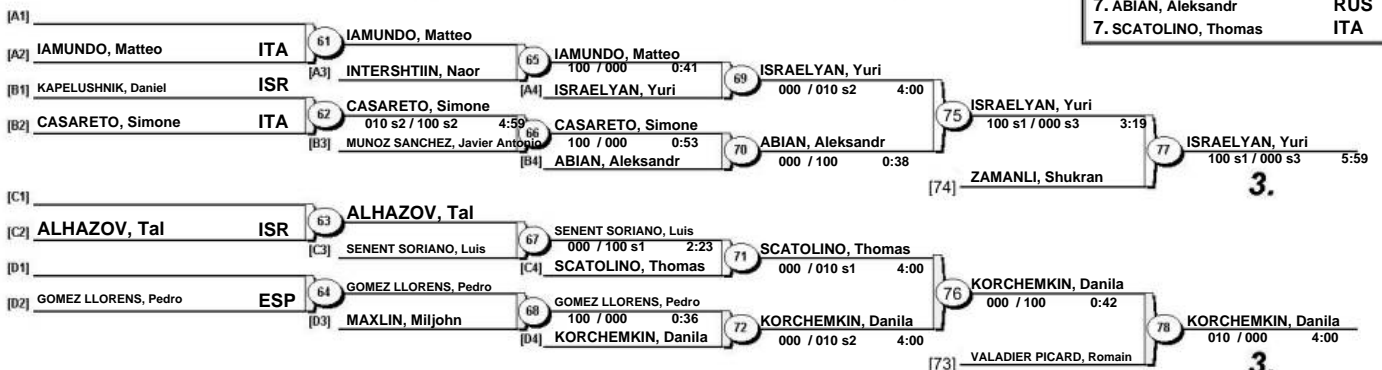 7. ABIAN, Aleksandr RUS
7. SCATOLINO, Thomas ITA
[A1]
[A2] IAMUNDO, Matteo ITA
61
IAMUNDO, Matteo
[A3] INTERSHTIIN, Naor
65
IAMUNDO, Matteo
100 / 000 0:41
[A4] ISRAELYAN, Yuri
69
ISRAELYAN, Yuri
000 / 010 s2 4:00
[B1] KAPELUSHNIK, Daniel ISR
[B2] CASARETO, Simone ITA
62
CASARETO, Simone
010 s2 / 100 s2 4:59
[B3] MUNOZ SANCHEZ, Javier Antonio
66
CASARETO, Simone
100 / 000 0:53
[B4] ABIAN, Aleksandr
70
ABIAN, Aleksandr
000 / 100 0:38
75
ISRAELYAN, Yuri
100 s1 / 000 s3 3:19
[74] ZAMANLI, Shukran
77
ISRAELYAN, Yuri
100 s1 / 000 s3 5:59
3.
[C1]
[C2] ALHAZOV, Tal ISR
63
ALHAZOV, Tal
[C3] SENENT SORIANO, Luis
67
SENENT SORIANO, Luis
000 / 100 s1 2:23
[C4] SCATOLINO, Thomas
71
SCATOLINO, Thomas
000 / 010 s1 4:00
[D1]
[D2] GOMEZ LLORENS, Pedro ESP
64
GOMEZ LLORENS, Pedro
[D3] MAXLIN, Miljohn
68
GOMEZ LLORENS, Pedro
100 / 000 0:36
[D4] KORCHEMKIN, Danila
72
KORCHEMKIN, Danila
000 / 010 s2 4:00
76
KORCHEMKIN, Danila
000 / 100 0:42
[73] VALADIER PICARD, Romain
78
KORCHEMKIN, Danila
010 / 000 4:00
3.